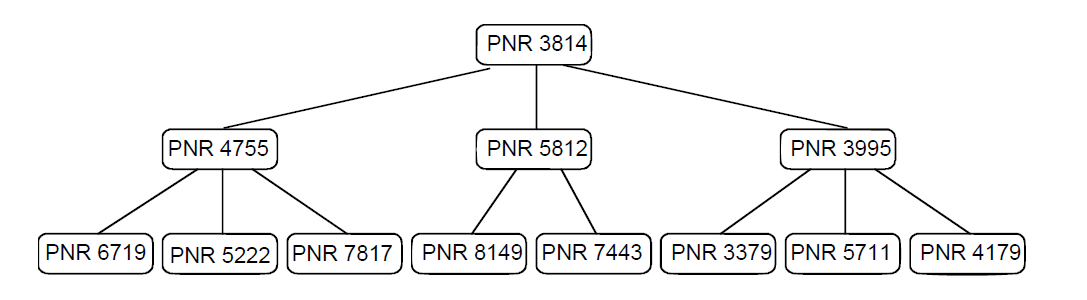 PNR 3814
PNR 4755
PNR 5812
PNR 3995
PNR 6719
PNR 5222
PNR 7817
PNR 8149
PNR 7443
PNR 3379
PNR 5711
PNR 4179